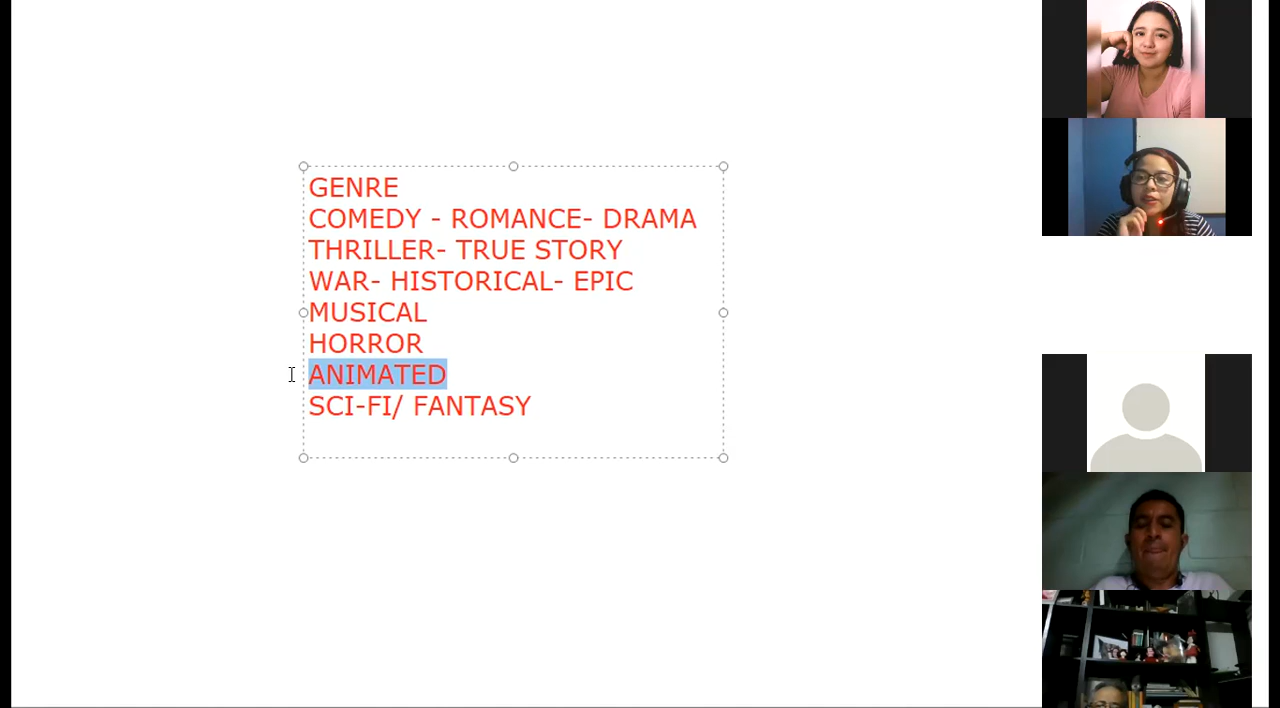 GENRE
COMEDY - ROMANCE- DRAMA
THRILLER- TRUE STORY
WAR- HISTORICAL- EPIC
MUSICAL
HORROR
ANIMATED
SCI-FI/ FANTASY